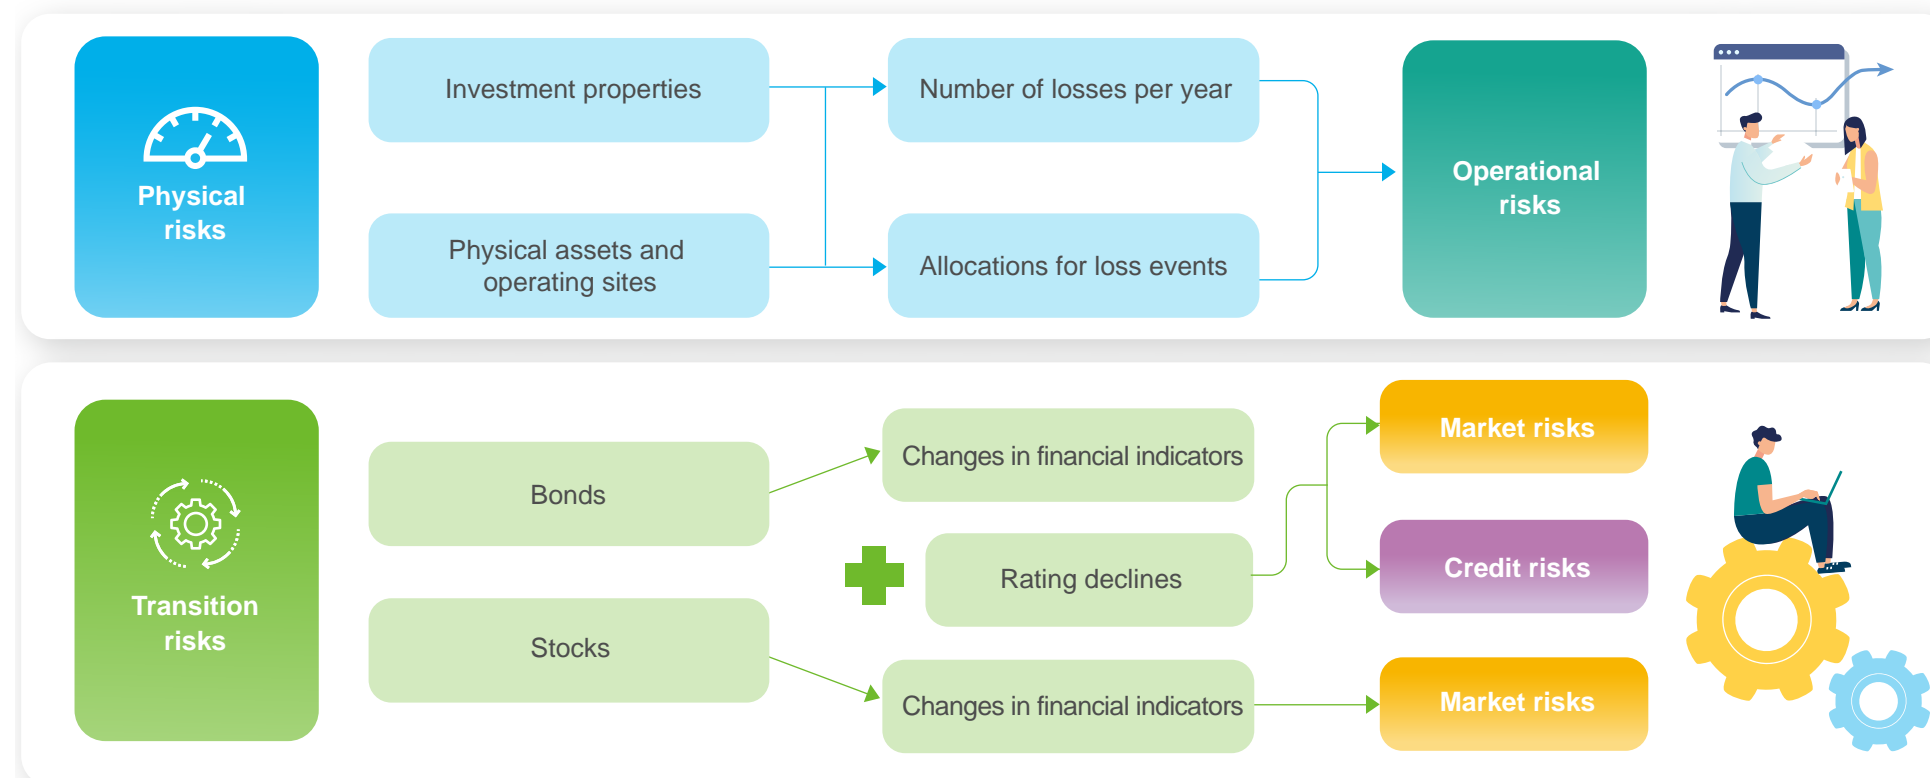 Physical
risks
Investment properties
Physical assets and
operating sites
Number of losses per year
Allocations for loss events
Operational
risks
Transition
risks
Bonds
Stocks
Changes in financial indicators
Rating declines
Changes in financial indicators
Market risks
Credit risks
Market risks